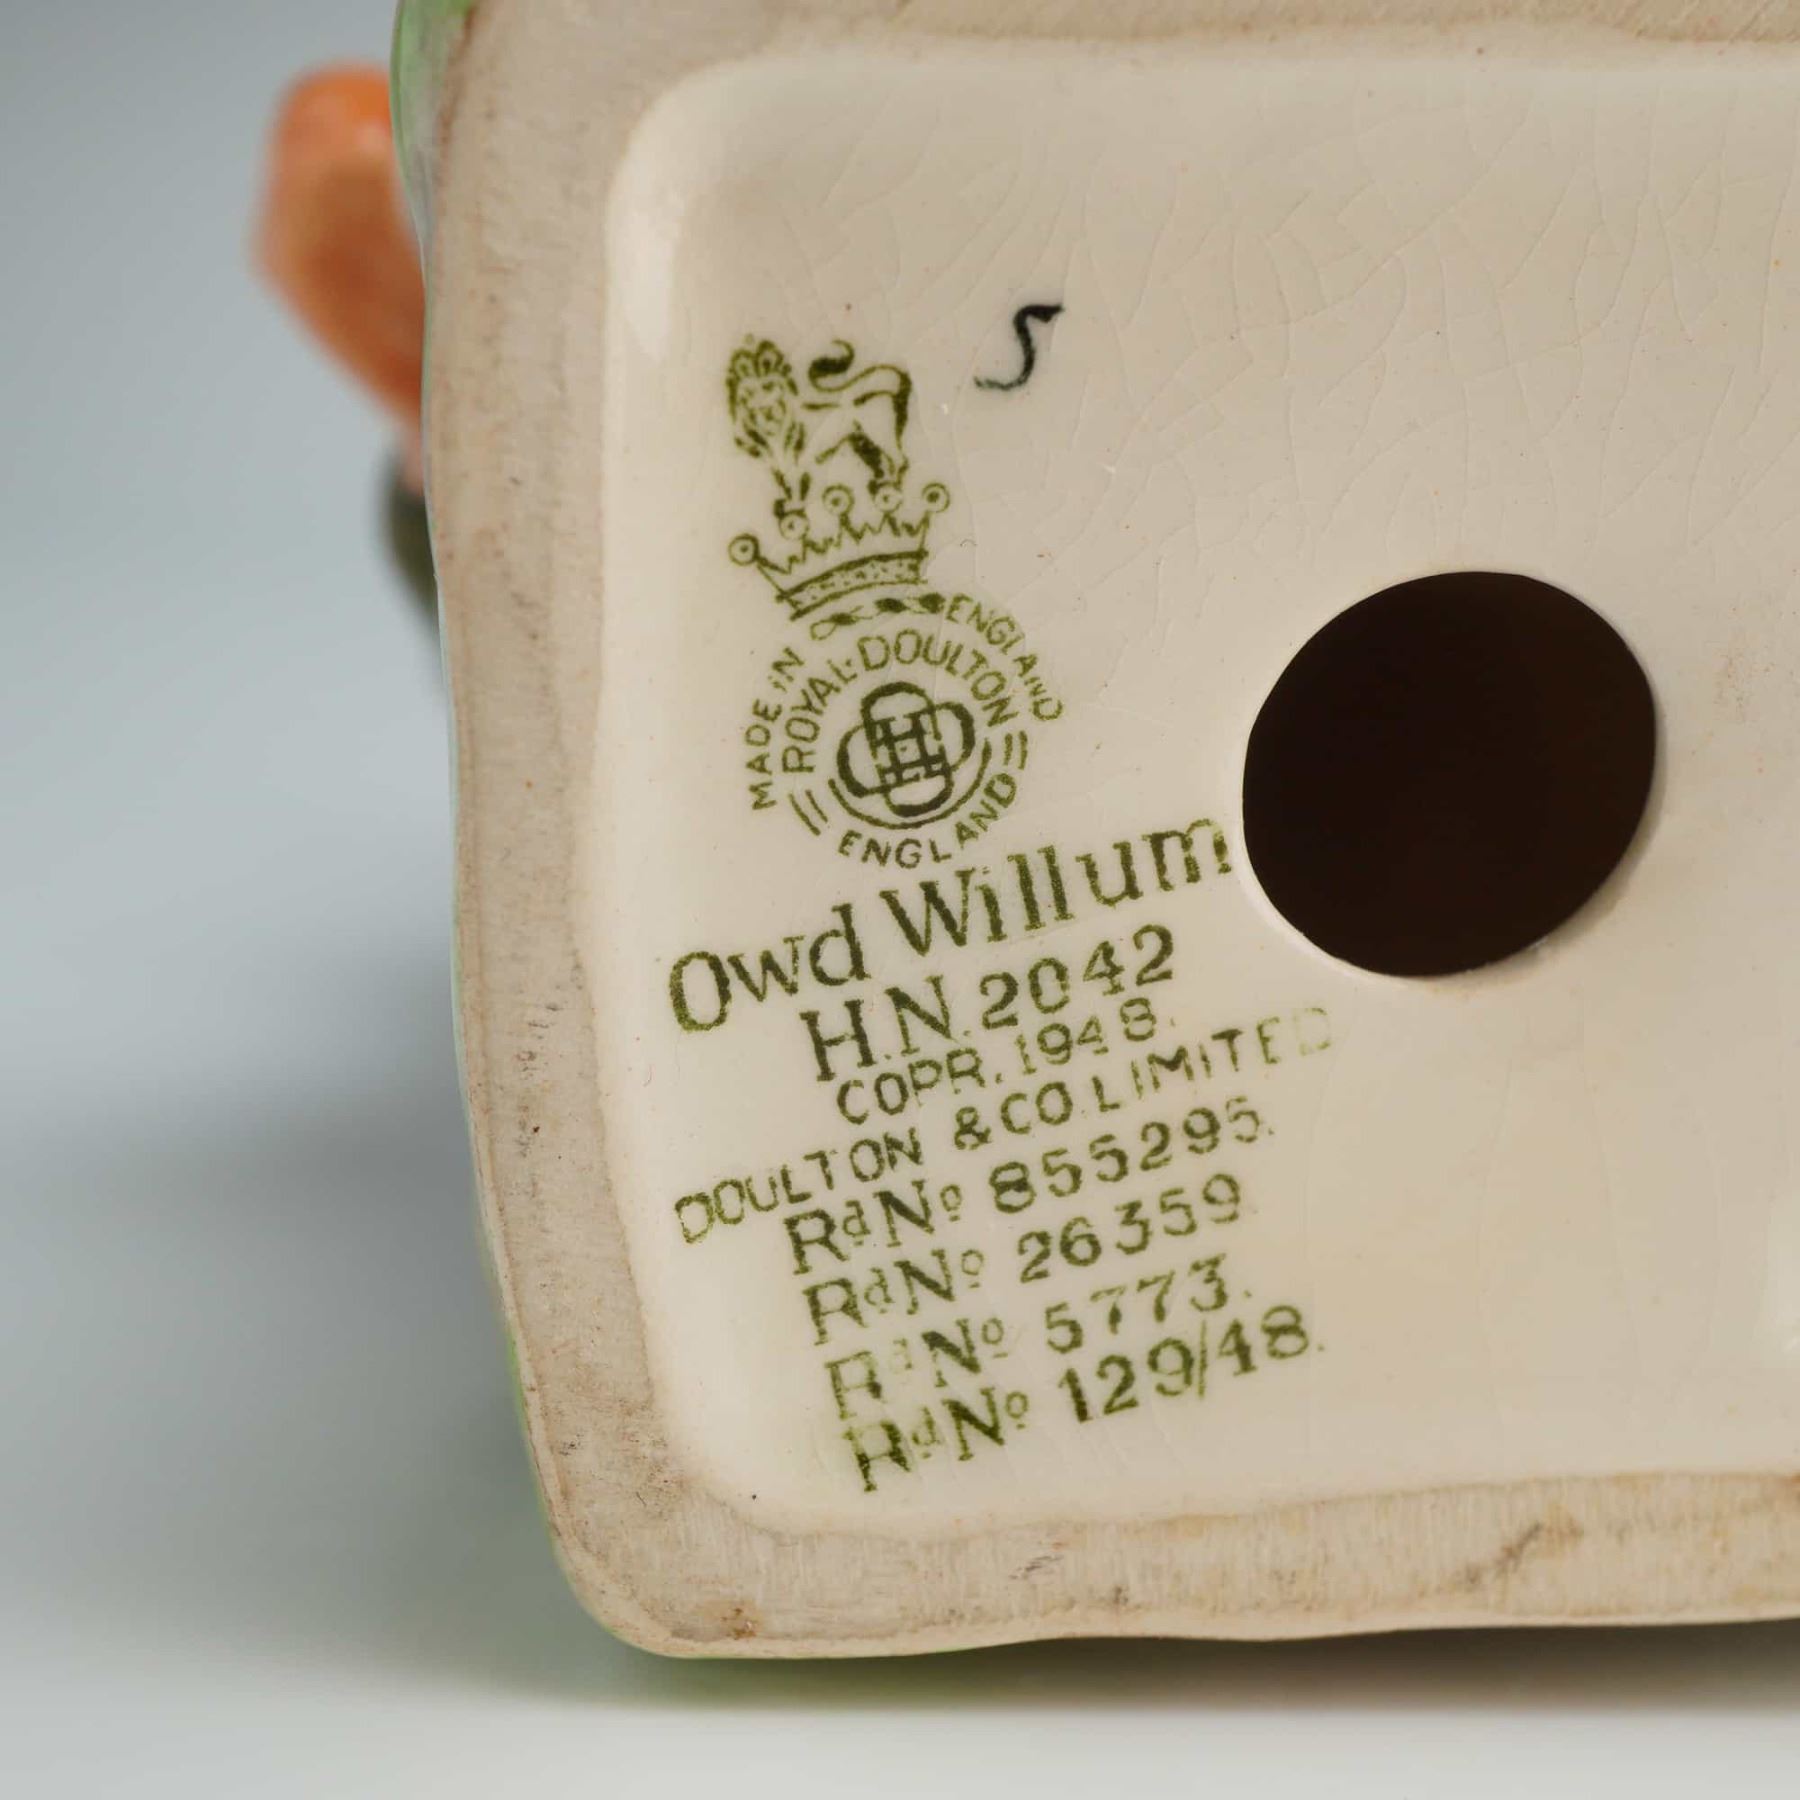 5
MADE IN ENGLAND
ROYAL·DOULTON
ENGLAND
Owd Willum
H.N. 2042
COPR. 1948.
DOULTON & CO. LIMITED
Rd No 855295.
Rd No 26359
Rd No 5773.
Rd No 129/48.